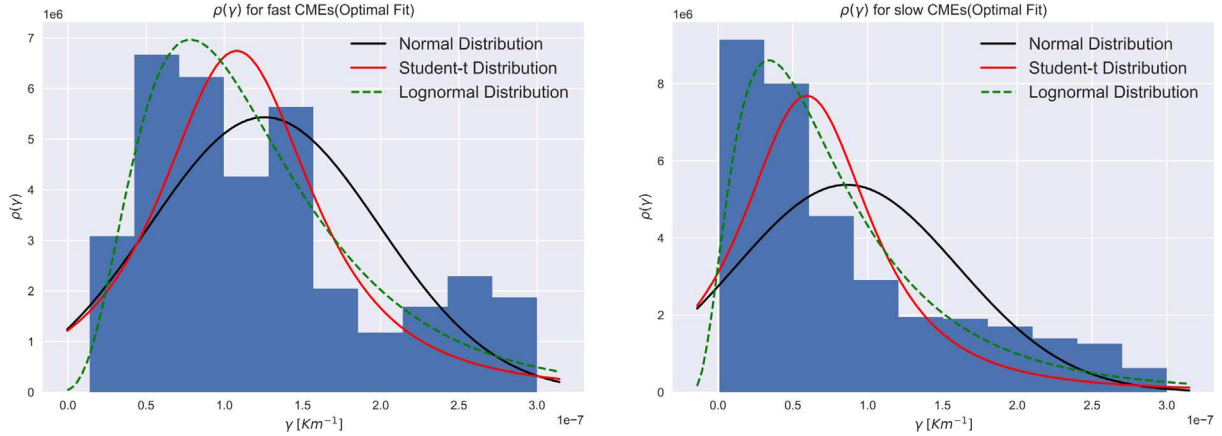 ρ(γ) for fast CMEs(Optimal Fit)
1e6
Normal Distribution
Student-t Distribution
Lognormal Distribution
7
6
5
4
3
2
1
0
ρ(γ)
0.0 0.5 1.0 1.5 2.0 2.5 3.0
1e−7
γ [Km⁻¹]
ρ(γ) for slow CMEs(Optimal Fit)
1e6
Normal Distribution
Student-t Distribution
Lognormal Distribution
8
6
4
2
0
ρ(γ)
0.0 0.5 1.0 1.5 2.0 2.5 3.0
1e−7
γ [Km⁻¹]